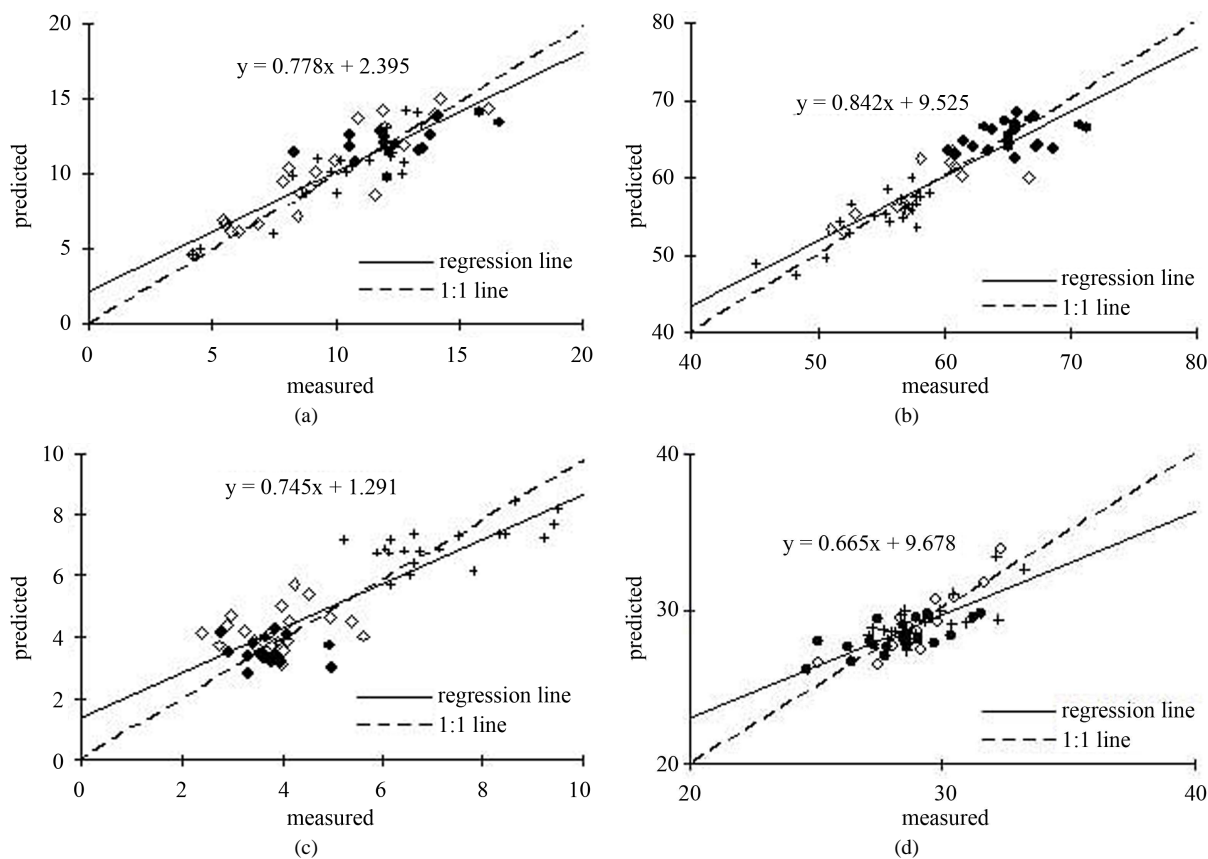 20
15
10
5
0
predicted
y = 0.778x + 2.395
regression line
1:1 line
0 5 10 15 20
measured
(a)
80
70
60
50
40
predicted
y = 0.842x + 9.525
regression line
1:1 line
40 50 60 70 80
measured
(b)
10
8
6
4
2
0
predicted
y = 0.745x + 1.291
regression line
1:1 line
0 2 4 6 8 10
measured
(c)
40
30
20
predicted
y = 0.665x + 9.678
regression line
1:1 line
20 30 40
measured
(d)